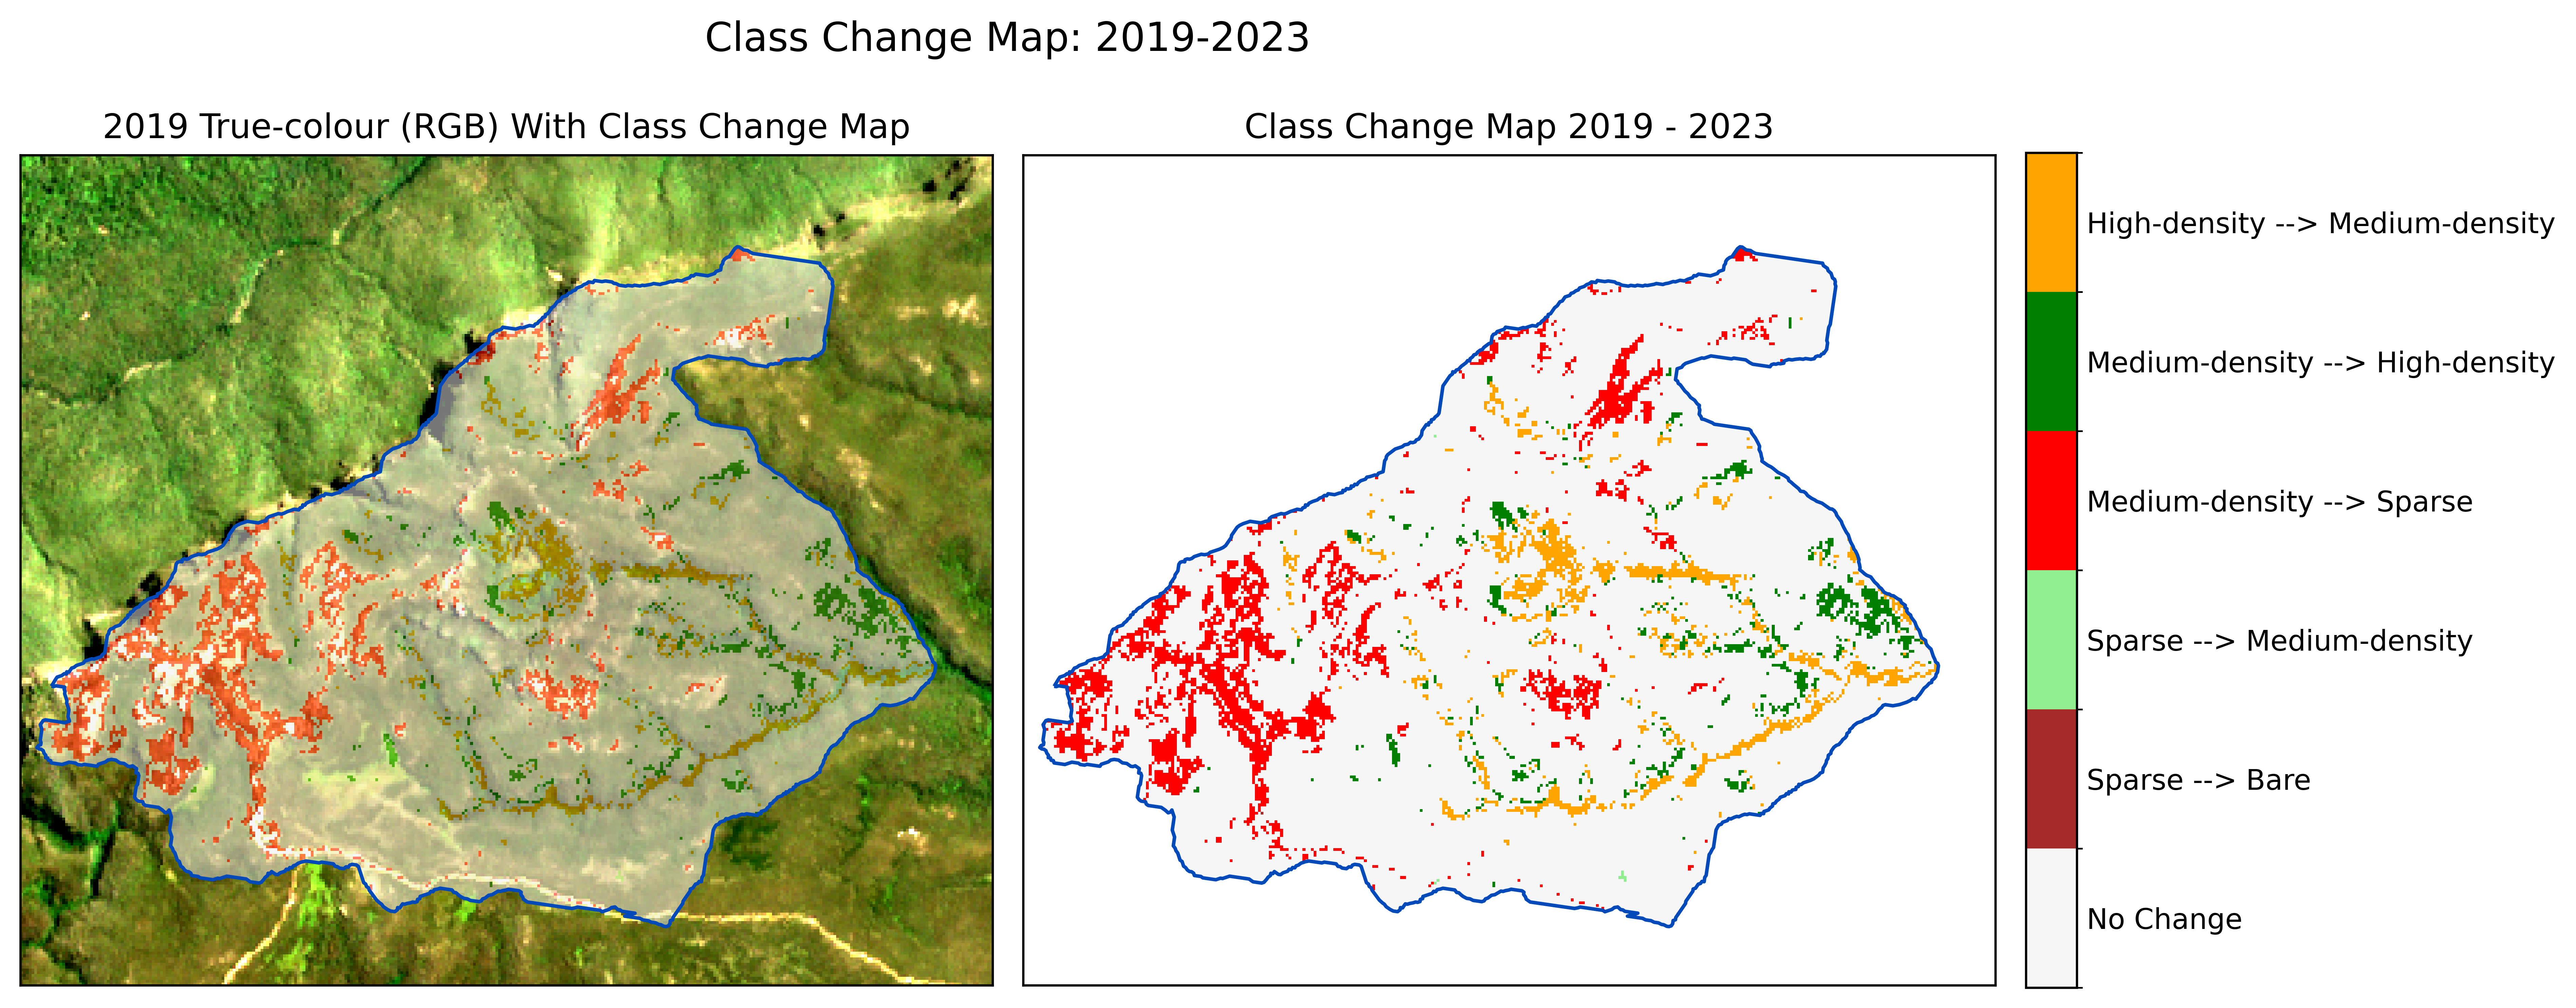 Class Change Map: 2019-2023
2019 True-colour (RGB) With Class Change Map
Class Change Map 2019 - 2023
High-density --> Medium-density
Medium-density --> High-density
Medium-density --> Sparse
Sparse --> Medium-density
Sparse --> Bare
No Change